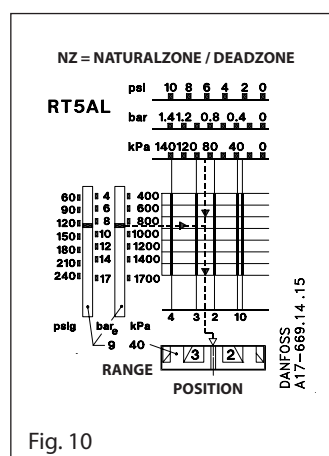 NZ = NATURALZONE / DEADZONE
psi 10 8 6 4 2 0
RT5AL
bar 1.4 1.2 0.8 0.4 0
kPa 140 120 80 40 0
60 4 400
90 6 600
120 8 800
150 10 1000
180 12 1200
210 14 1400
240 17 1700
4 3 2 10
psig bar e kPa
9 40 3 2
RANGE
POSITION
DANFOSS
A17-669.14.15
Fig. 10